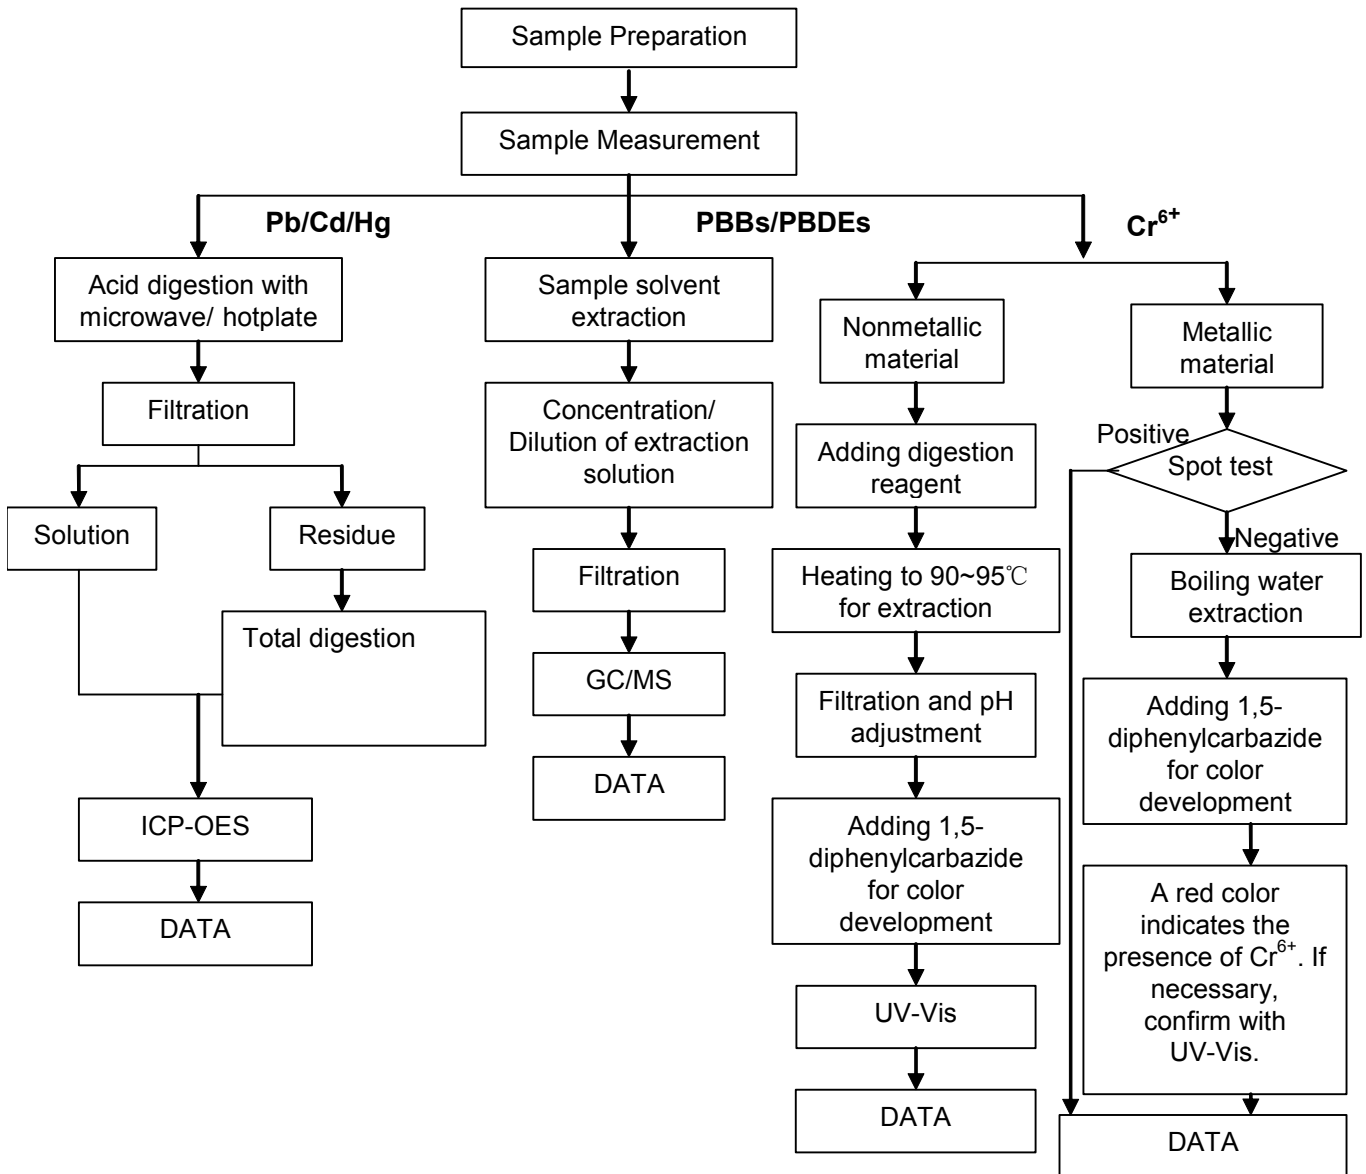 Sample Preparation
Sample Measurement
Pb/Cd/Hg
PBBs/PBDEs
Cr⁶⁺
Acid digestion with
microwave/ hotplate
Filtration
Solution
Residue
Total digestion
ICP-OES
DATA
Sample solvent
extraction
Concentration/
Dilution of extraction
solution
Filtration
GC/MS
DATA
Nonmetallic
material
Adding digestion
reagent
Heating to 90~95℃
for extraction
Filtration and pH
adjustment
Adding 1,5-
diphenylcarbazide
for color
development
UV-Vis
DATA
Metallic
material
Positive
Spot test
Negative
Boiling water
extraction
Adding 1,5-
diphenylcarbazide
for color
development
A red color
indicates the
presence of Cr⁶⁺. If
necessary,
confirm with
UV-Vis.
DATA